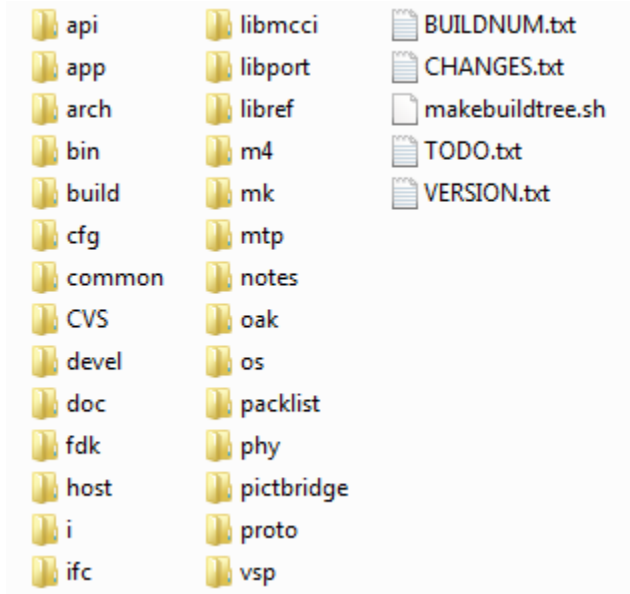 api
app
arch
bin
build
cfg
common
CVS
devel
doc
fdk
host
i
ifc
libmcci
libport
libref
m4
mk
mtp
notes
oak
os
packlist
phy
pictbridge
proto
vsp
BUILDNUM.txt
CHANGES.txt
makebuildtree.sh
TODO.txt
VERSION.txt